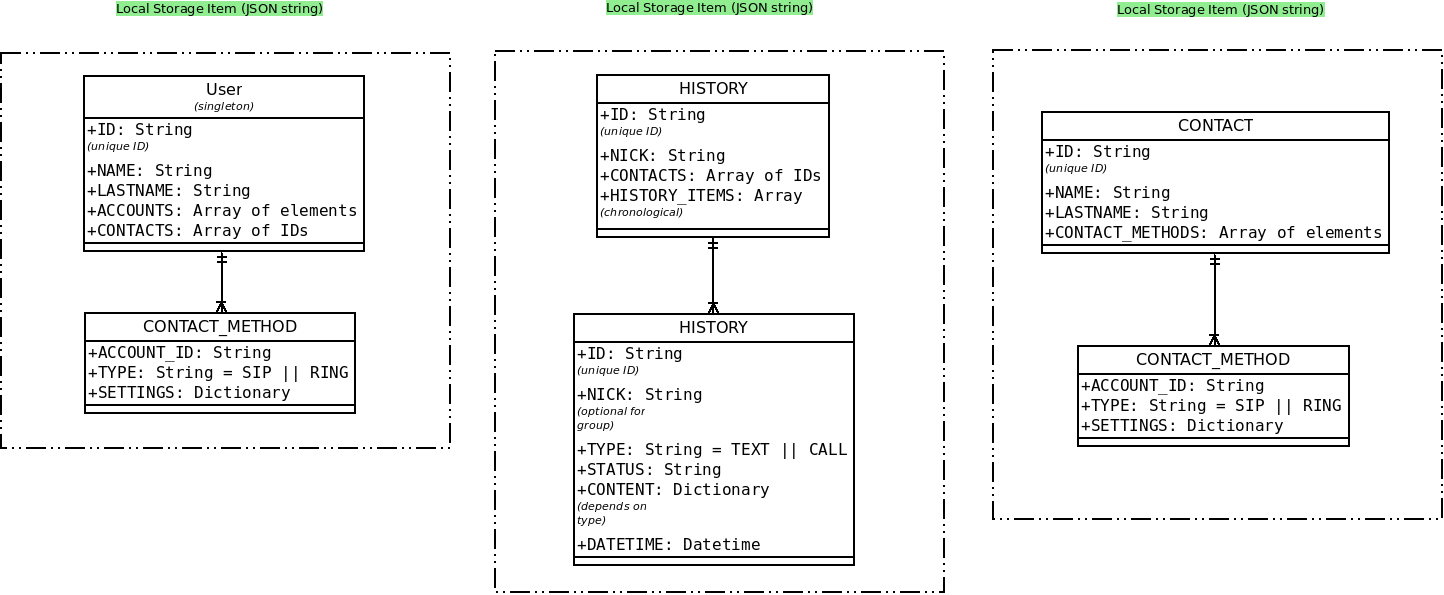 Local Storage Item (JSON string)
User
(singleton)
+ID: String
(unique ID)
+NAME: String
+LASTNAME: String
+ACCOUNTS: Array of elements
+CONTACTS: Array of IDs
CONTACT_METHOD
+ACCOUNT_ID: String
+TYPE: String = SIP || RING
+SETTINGS: Dictionary
Local Storage Item (JSON string)
HISTORY
+ID: String
(unique ID)
+NICK: String
+CONTACTS: Array of IDs
+HISTORY_ITEMS: Array
(chronological)
HISTORY
+ID: String
(unique ID)
+NICK: String
(optional for
group)
+TYPE: String = TEXT || CALL
+STATUS: String
+CONTENT: Dictionary
(depends on
type)
+DATETIME: Datetime
Local Storage Item (JSON string)
CONTACT
+ID: String
(unique ID)
+NAME: String
+LASTNAME: String
+CONTACT_METHODS: Array of elements
CONTACT_METHOD
+ACCOUNT_ID: String
+TYPE: String = SIP || RING
+SETTINGS: Dictionary